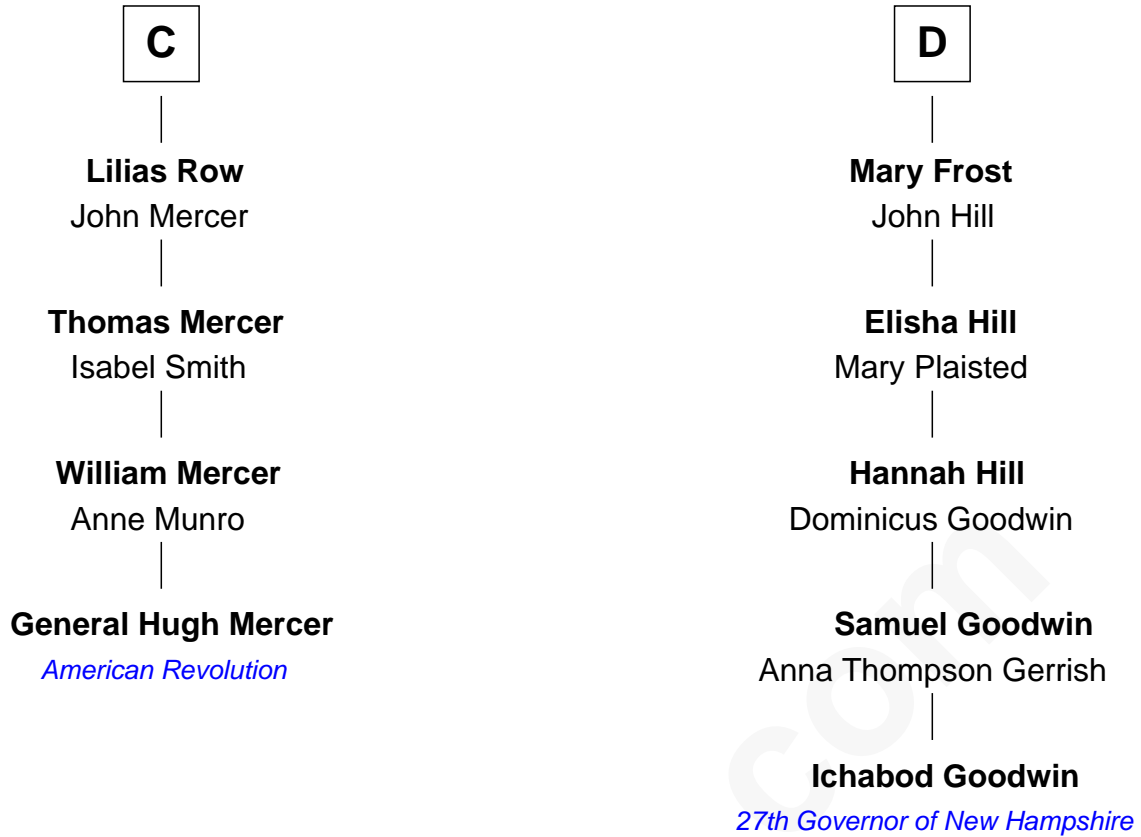 C
Lilias Row
John Mercer
Thomas Mercer
Isabel Smith
William Mercer
Anne Munro
General Hugh Mercer
American Revolution
D
Mary Frost
John Hill
Elisha Hill
Mary Plaisted
Hannah Hill
Dominicus Goodwin
Samuel Goodwin
Anna Thompson Gerrish
Ichabod Goodwin
27th Governor of New Hampshire
com